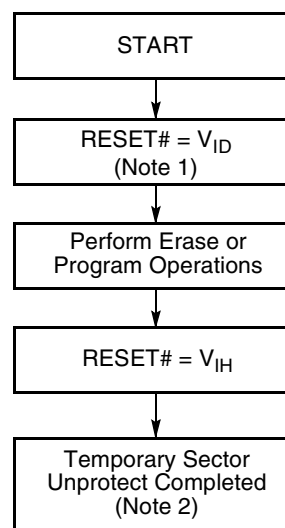 START
RESET# = VID
(Note 1)
Perform Erase or
Program Operations
RESET# = VIH
Temporary Sector
Unprotect Completed
(Note 2)